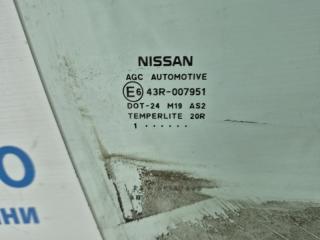 NISSAN
AGC AUTOMOTIVE
E6 43R-007951
DOT-24 M19 AS2
TEMPERLITE 20R
1 · · · · · ·
О
НИ